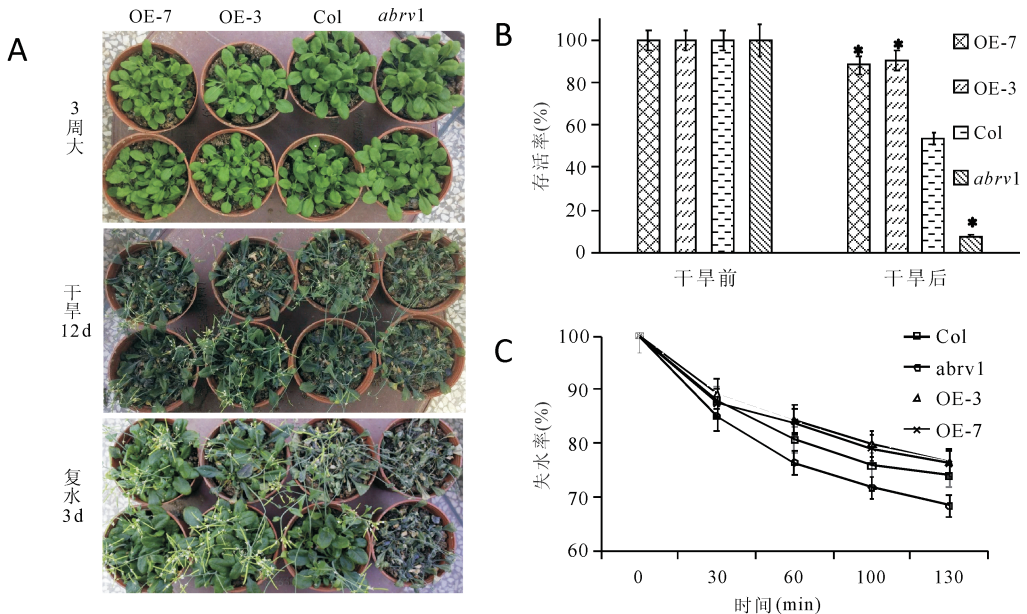 A
OE-7 OE-3 Col abrv1
3
周
大
干
旱
12d
复
水
3d
B
存活率(%)
100
80
60
40
20
0
* * *
干旱前 干旱后
OE-7
OE-3
Col
abrv1
C
失水率(%)
100
90
80
70
60
0 30 60 100 130
时间(min)
Col
abrv1
OE-3
OE-7